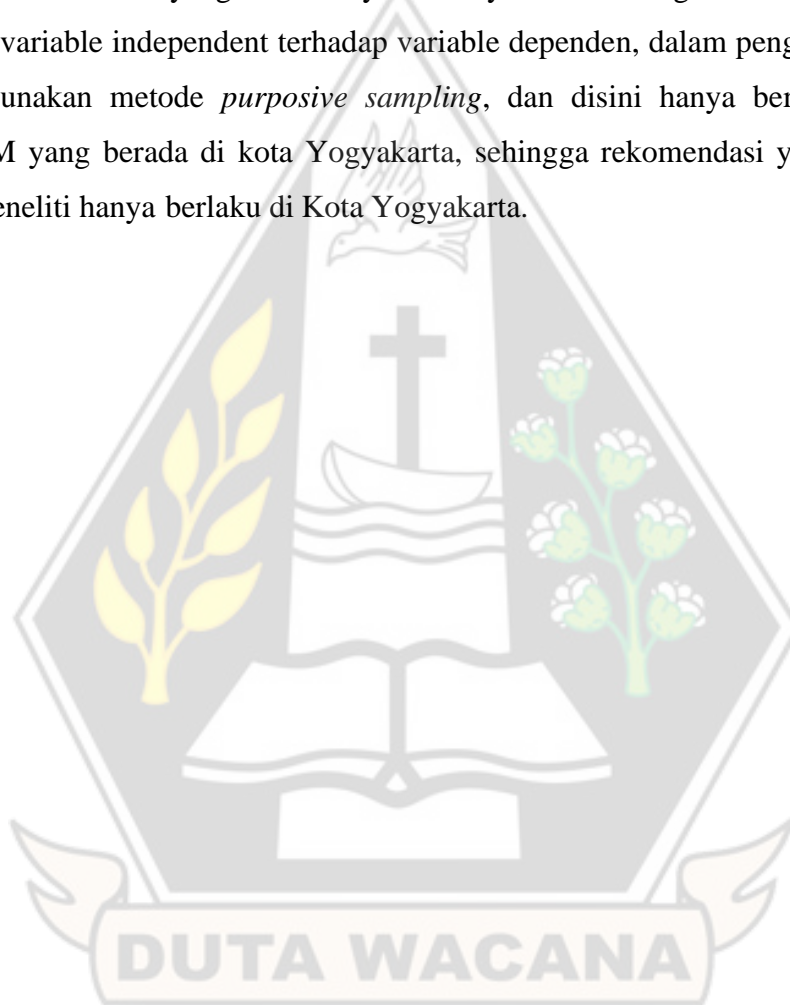 variable independent terhadap variable dependen, dalam peng
unakan metode purposive sampling, dan disini hanya ber
M yang berada di kota Yogyakarta, sehingga rekomendasi y
eneliti hanya berlaku di Kota Yogyakarta.
DUTA WACANA